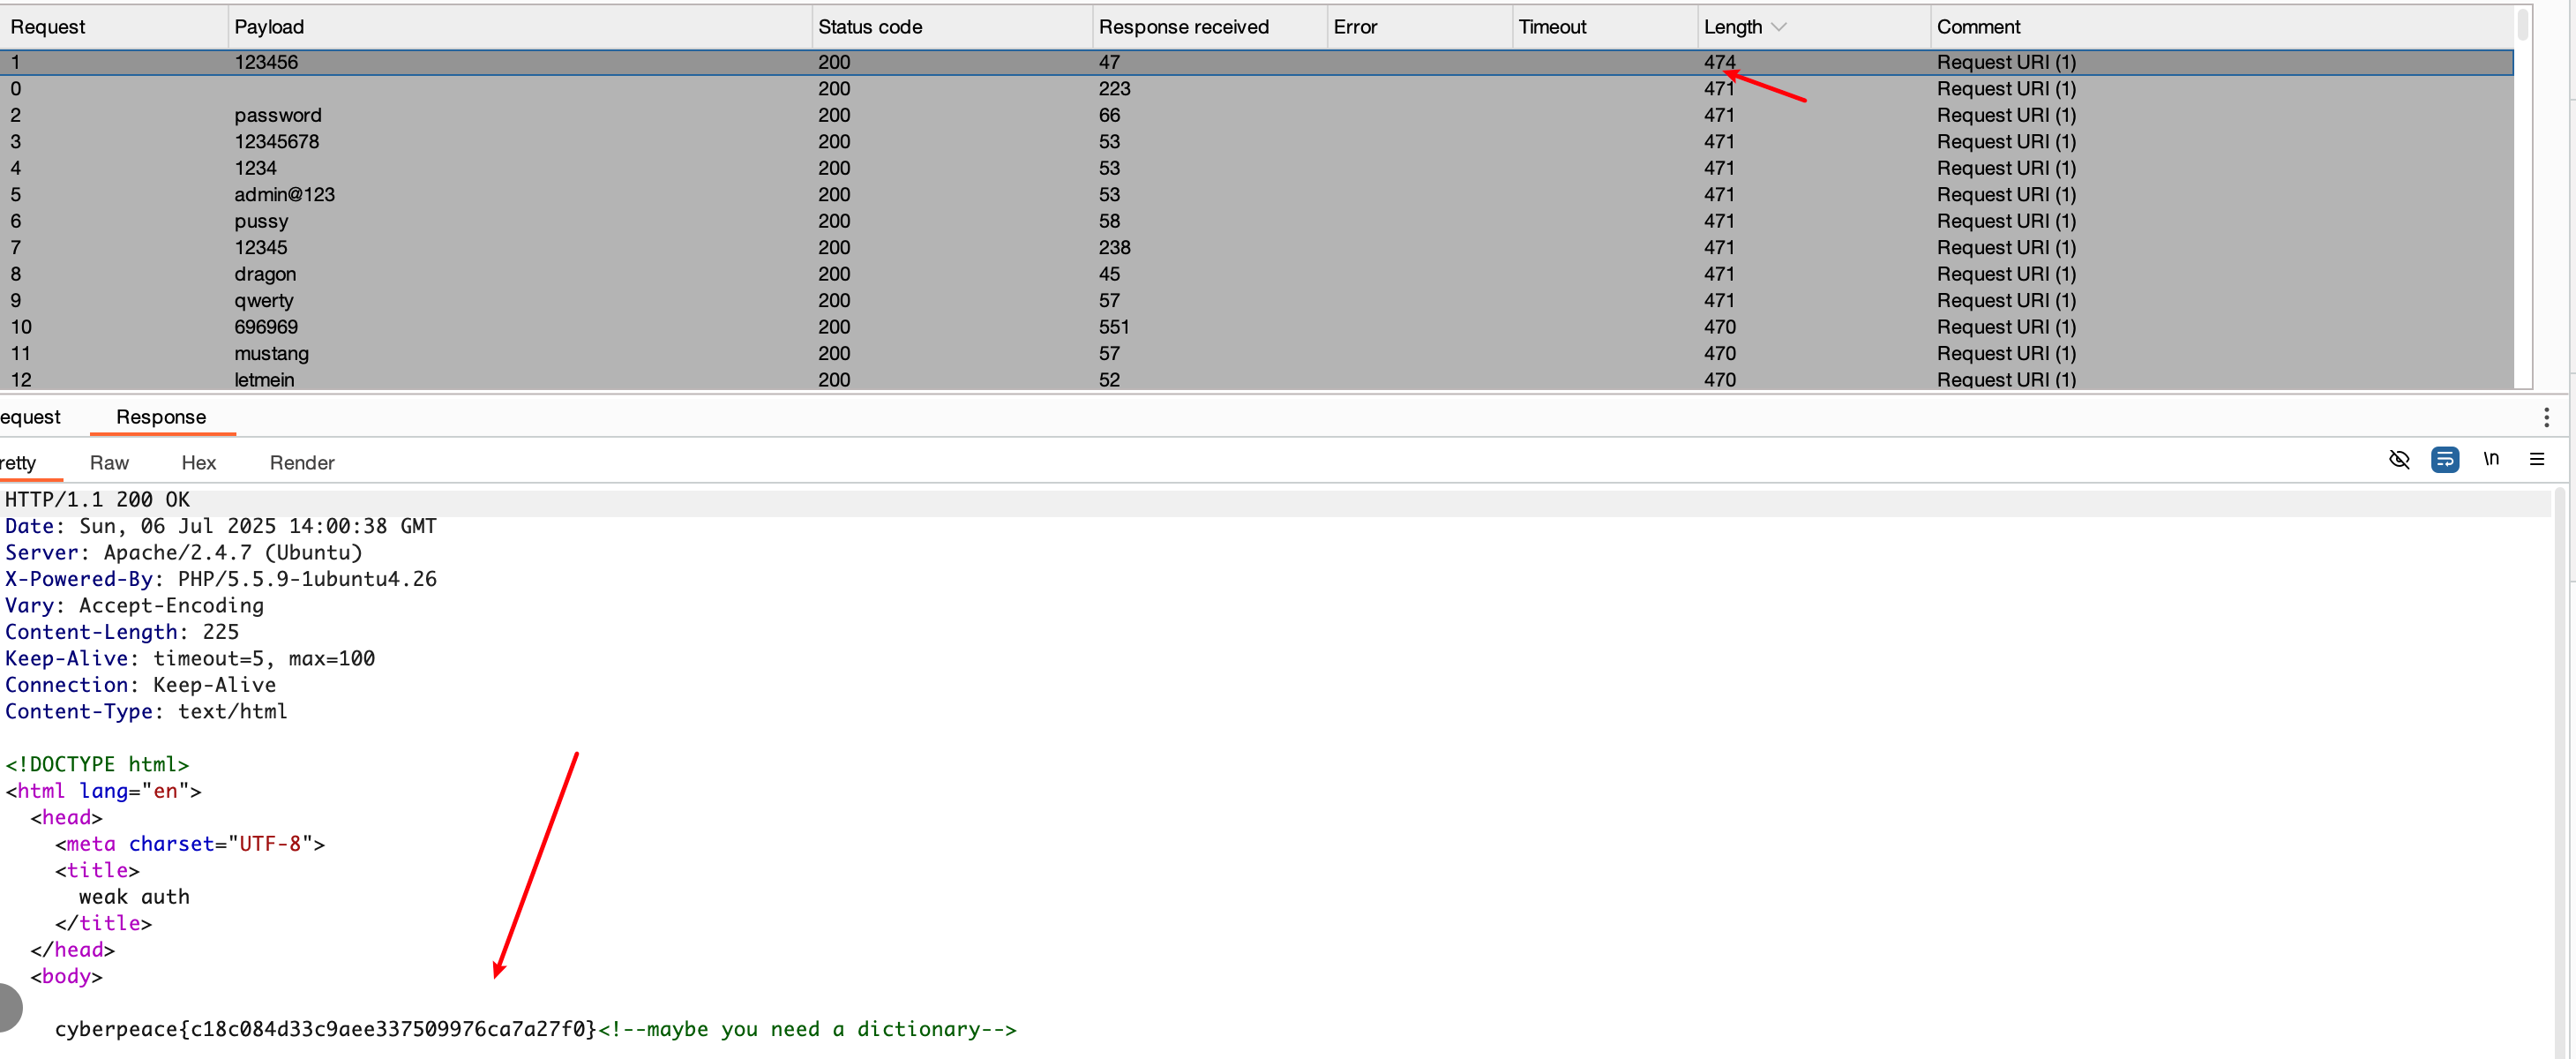 Request Payload Status code Response received Error Timeout Length Comment
1 123456 200 47 474 Request URI (1)
0 200 223 471 Request URI (1)
2 password 200 66 471 Request URI (1)
3 12345678 200 53 471 Request URI (1)
4 1234 200 53 471 Request URI (1)
5 admin@123 200 53 471 Request URI (1)
6 pussy 200 58 471 Request URI (1)
7 12345 200 238 471 Request URI (1)
8 dragon 200 45 471 Request URI (1)
9 qwerty 200 57 471 Request URI (1)
10 696969 200 551 470 Request URI (1)
11 mustang 200 57 470 Request URI (1)
12 letmein 200 52 470 Request URI (1)
equest Response
retty Raw Hex Render \n
HTTP/1.1 200 OK
Date: Sun, 06 Jul 2025 14:00:38 GMT
Server: Apache/2.4.7 (Ubuntu)
X-Powered-By: PHP/5.5.9-1ubuntu4.26
Vary: Accept-Encoding
Content-Length: 225
Keep-Alive: timeout=5, max=100
Connection: Keep-Alive
Content-Type: text/html
<!DOCTYPE html>
<html lang="en">
<head>
<meta charset="UTF-8">
<title>
weak auth
</title>
</head>
<body>
cyberpeace{c18c084d33c9aee337509976ca7a27f0}<!--maybe you need a dictionary-->